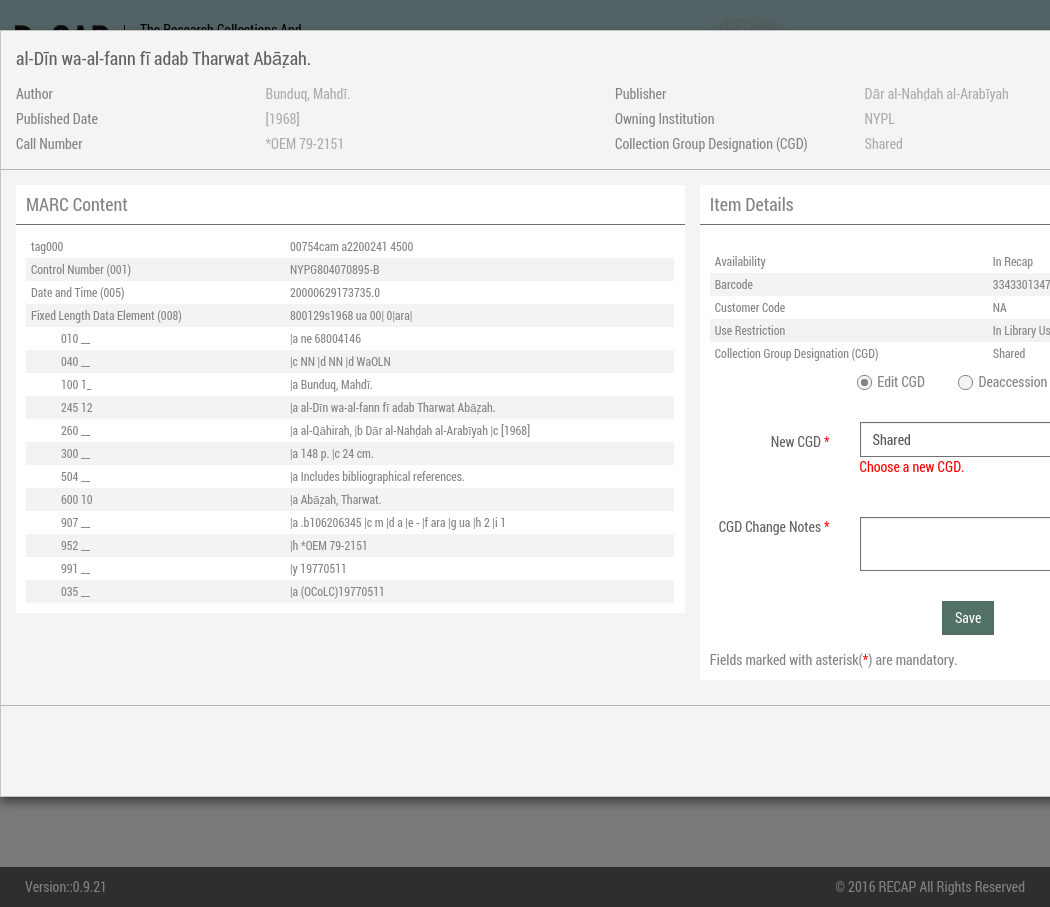 The Research Collections And
al-Dīn wa-al-fann fī adab Tharwat Abāẓah.
Author Bunduq, Mahdī. Publisher Dār al-Nahḍah al-Arabīyah
Published Date [1968] Owning Institution NYPL
Call Number *OEM 79-2151 Collection Group Designation (CGD) Shared
MARC Content
tag000 00754cam a2200241 4500
Control Number (001) NYPG804070895-B
Date and Time (005) 20000629173735.0
Fixed Length Data Element (008) 800129s1968 ua 00| 0|ara|
010 __ |a ne 68004146
040 __ |c NN |d NN |d WaOLN
100 1_ |a Bunduq, Mahdī.
245 12 |a al-Dīn wa-al-fann fī adab Tharwat Abāẓah.
260 __ |a al-Qāhirah, |b Dār al-Nahḍah al-Arabīyah |c [1968]
300 __ |a 148 p. |c 24 cm.
504 __ |a Includes bibliographical references.
600 10 |a Abāẓah, Tharwat.
907 __ |a .b106206345 |c m |d a |e - |f ara |g ua |h 2 |i 1
952 __ |h *OEM 79-2151
991 __ |y 19770511
035 __ |a (OCoLC)19770511
Item Details
Availability In Recap
Barcode 3343301347
Customer Code NA
Use Restriction In Library Us
Collection Group Designation (CGD) Shared
Edit CGD Deaccession
New CGD * Shared
Choose a new CGD.
CGD Change Notes *
Save
Fields marked with asterisk(*) are mandatory.
Version::0.9.21 © 2016 RECAP All Rights Reserved